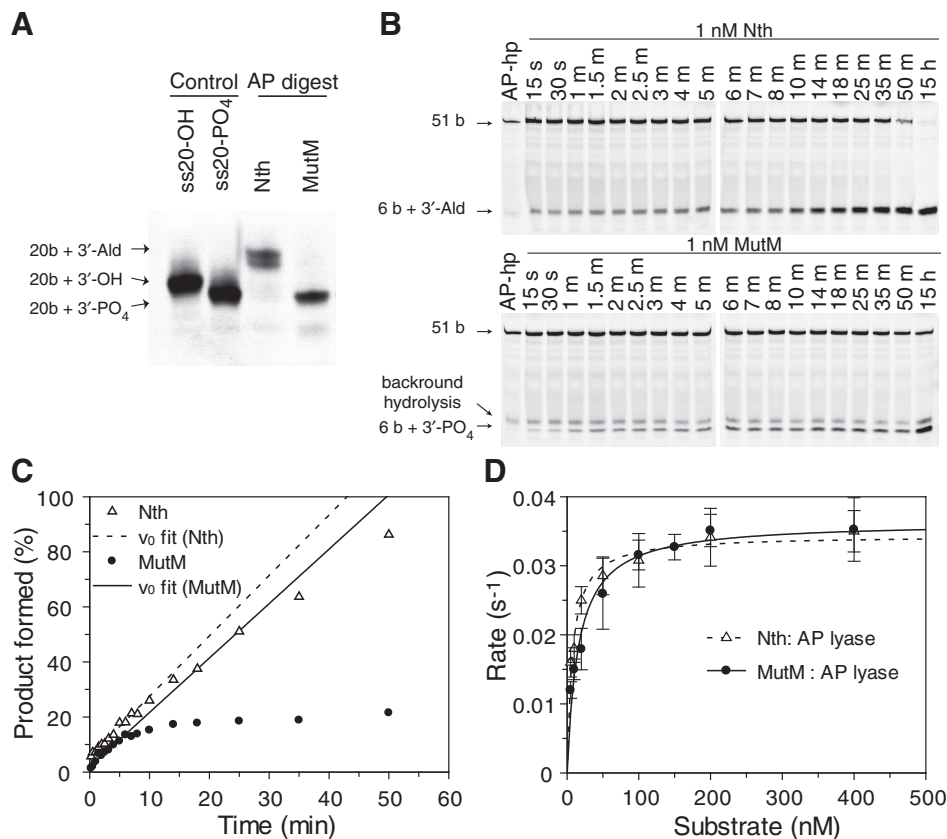 A
Control AP digest
ss20-OH
ss20-PO4
Nth
MutM
20b + 3′-Ald
20b + 3′-OH
20b + 3′-PO4
B
1 nM Nth
AP-hp
15 s
30 s
1 m
1.5 m
2 m
2.5 m
3 m
4 m
5 m
6 m
7 m
8 m
10 m
14 m
18 m
25 m
35 m
50 m
15 h
51 b
6 b + 3′-Ald
1 nM MutM
AP-hp
15 s
30 s
1 m
1.5 m
2 m
2.5 m
3 m
4 m
5 m
6 m
7 m
8 m
10 m
14 m
18 m
25 m
35 m
50 m
15 h
51 b
backround
hydrolysis
6 b + 3′-PO4
C
Product formed (%)
100
80
60
40
20
0
Nth
v0 fit (Nth)
MutM
v0 fit (MutM)
0 10 20 30 40 50 60
Time (min)
D
Rate (s-1)
0.04
0.03
0.02
0.01
0
Nth: AP lyase
MutM : AP lyase
0 100 200 300 400 500
Substrate (nM)